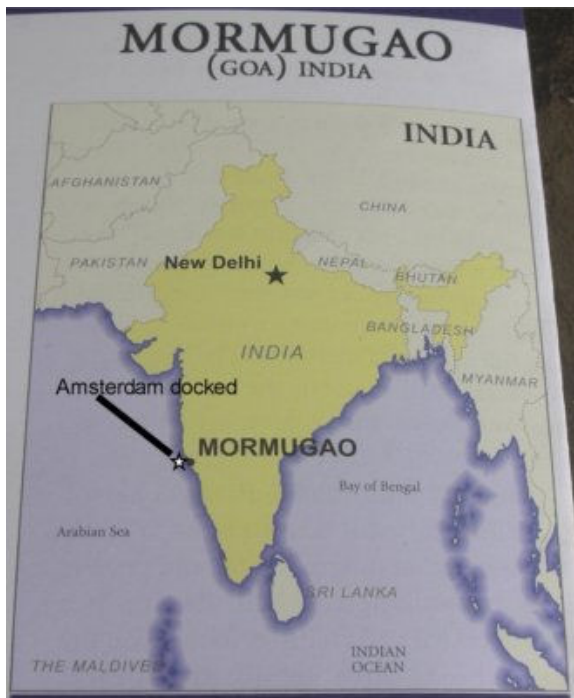 MORMUGAO
(GOA) INDIA
INDIA
AFGHANISTAN
CHINA
PAKISTAN
New Delhi
NEPAL
BHUTAN
BANGLADESH
INDIA
MYANMAR
Amsterdam docked
MORMUGAO
Bay of Bengal
Arabian Sea
SRI LANKA
INDIAN
OCEAN
THE MALDIVES